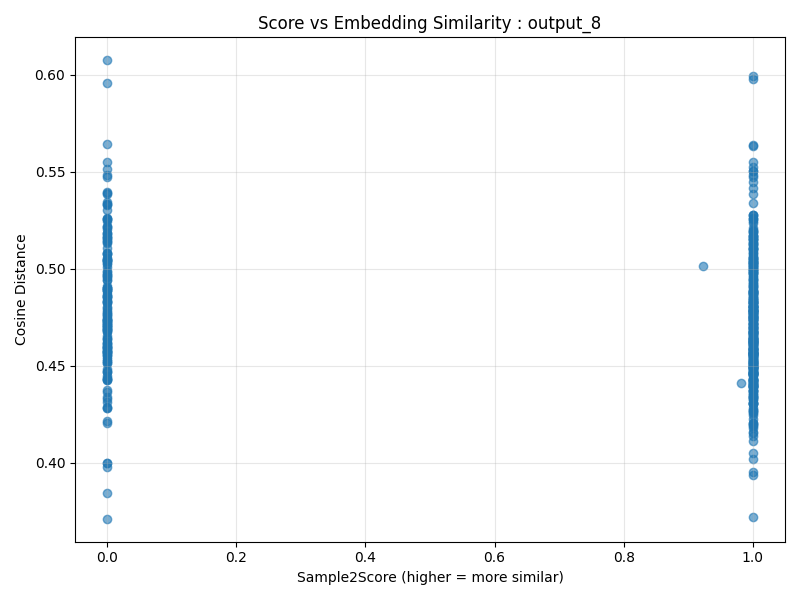 Score vs Embedding Similarity : output_8
0.60
0.55
0.50
0.45
0.40
Cosine Distance
0.0 0.2 0.4 0.6 0.8 1.0
Sample2Score (higher = more similar)